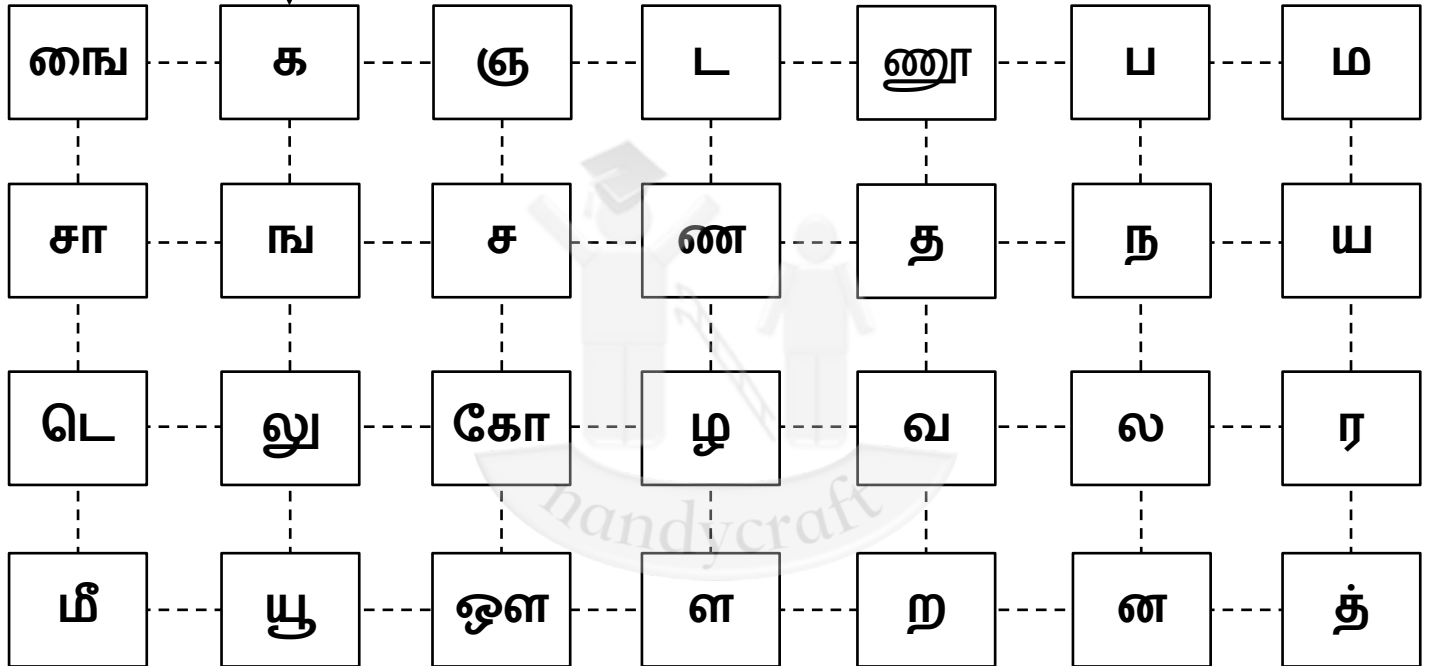 ஙை க ஞ ட ணூ ப ம
சா ங ச ண த ந ய
டெ லு கோ ழ வ ல ர
மீ யூ ஔ ள ற ன த்
handycraft